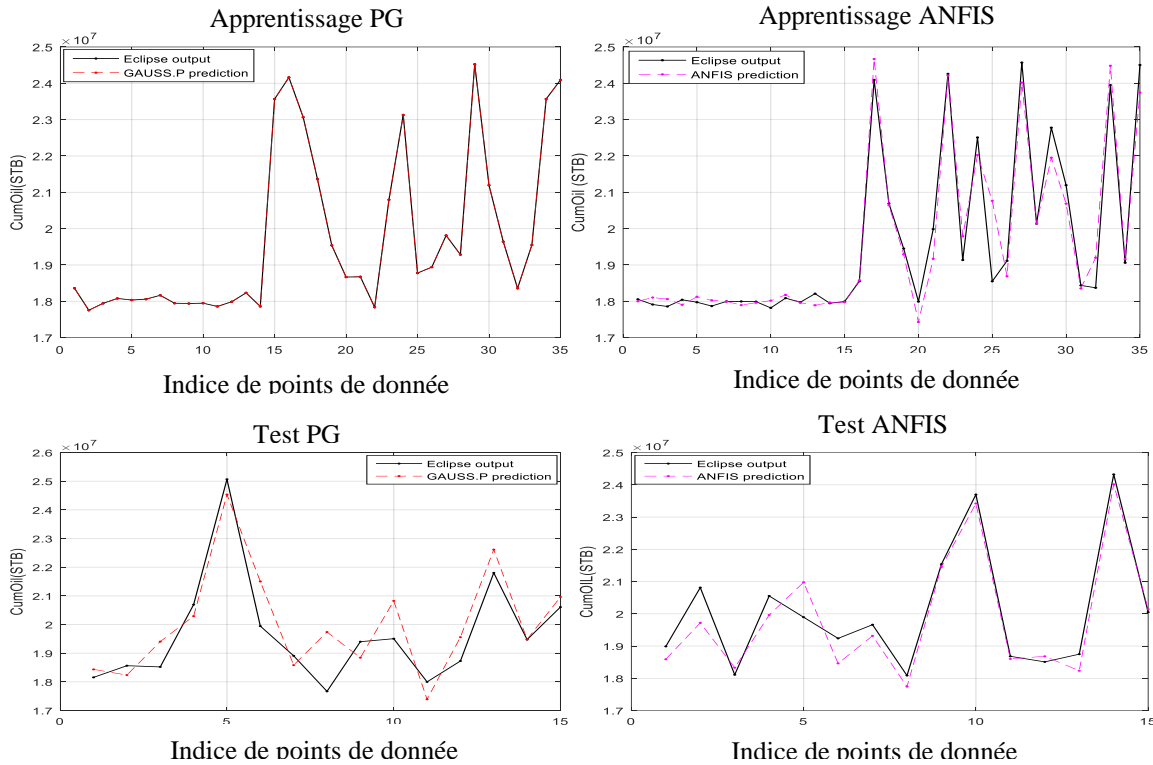 Apprentissage PG
× 10^7
2.5
2.4
2.3
2.2
2.1
2
1.9
1.8
1.7
CumOil(STB)
Eclipse output
GAUSS.P prediction
0 5 10 15 20 25 30 35
Indice de points de donnée
Apprentissage ANFIS
× 10^7
2.5
2.4
2.3
2.2
2.1
2
1.9
1.8
1.7
CumOil (STB)
Eclipse output
ANFIS prediction
0 5 10 15 20 25 30 35
Indice de points de donnée
Test PG
× 10^7
2.6
2.5
2.4
2.3
2.2
2.1
2
1.9
1.8
1.7
CumOil(STB)
Eclipse output
GAUSS.P prediction
0 5 10 15
Indice de points de donnée
Test ANFIS
× 10^7
2.5
2.4
2.3
2.2
2.1
2
1.9
1.8
1.7
CumOIL(STB)
Eclipse output
ANFIS prediction
0 5 10 15
Indice de points de donnée